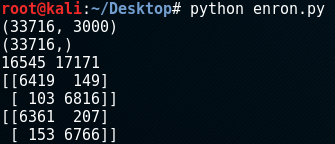 root@kali:~/Desktop# python enron.py
(33716, 3000)
(33716,)
16545 17171
[[6419  149]
 [ 103 6816]]
[[6361  207]
 [ 153 6766]]